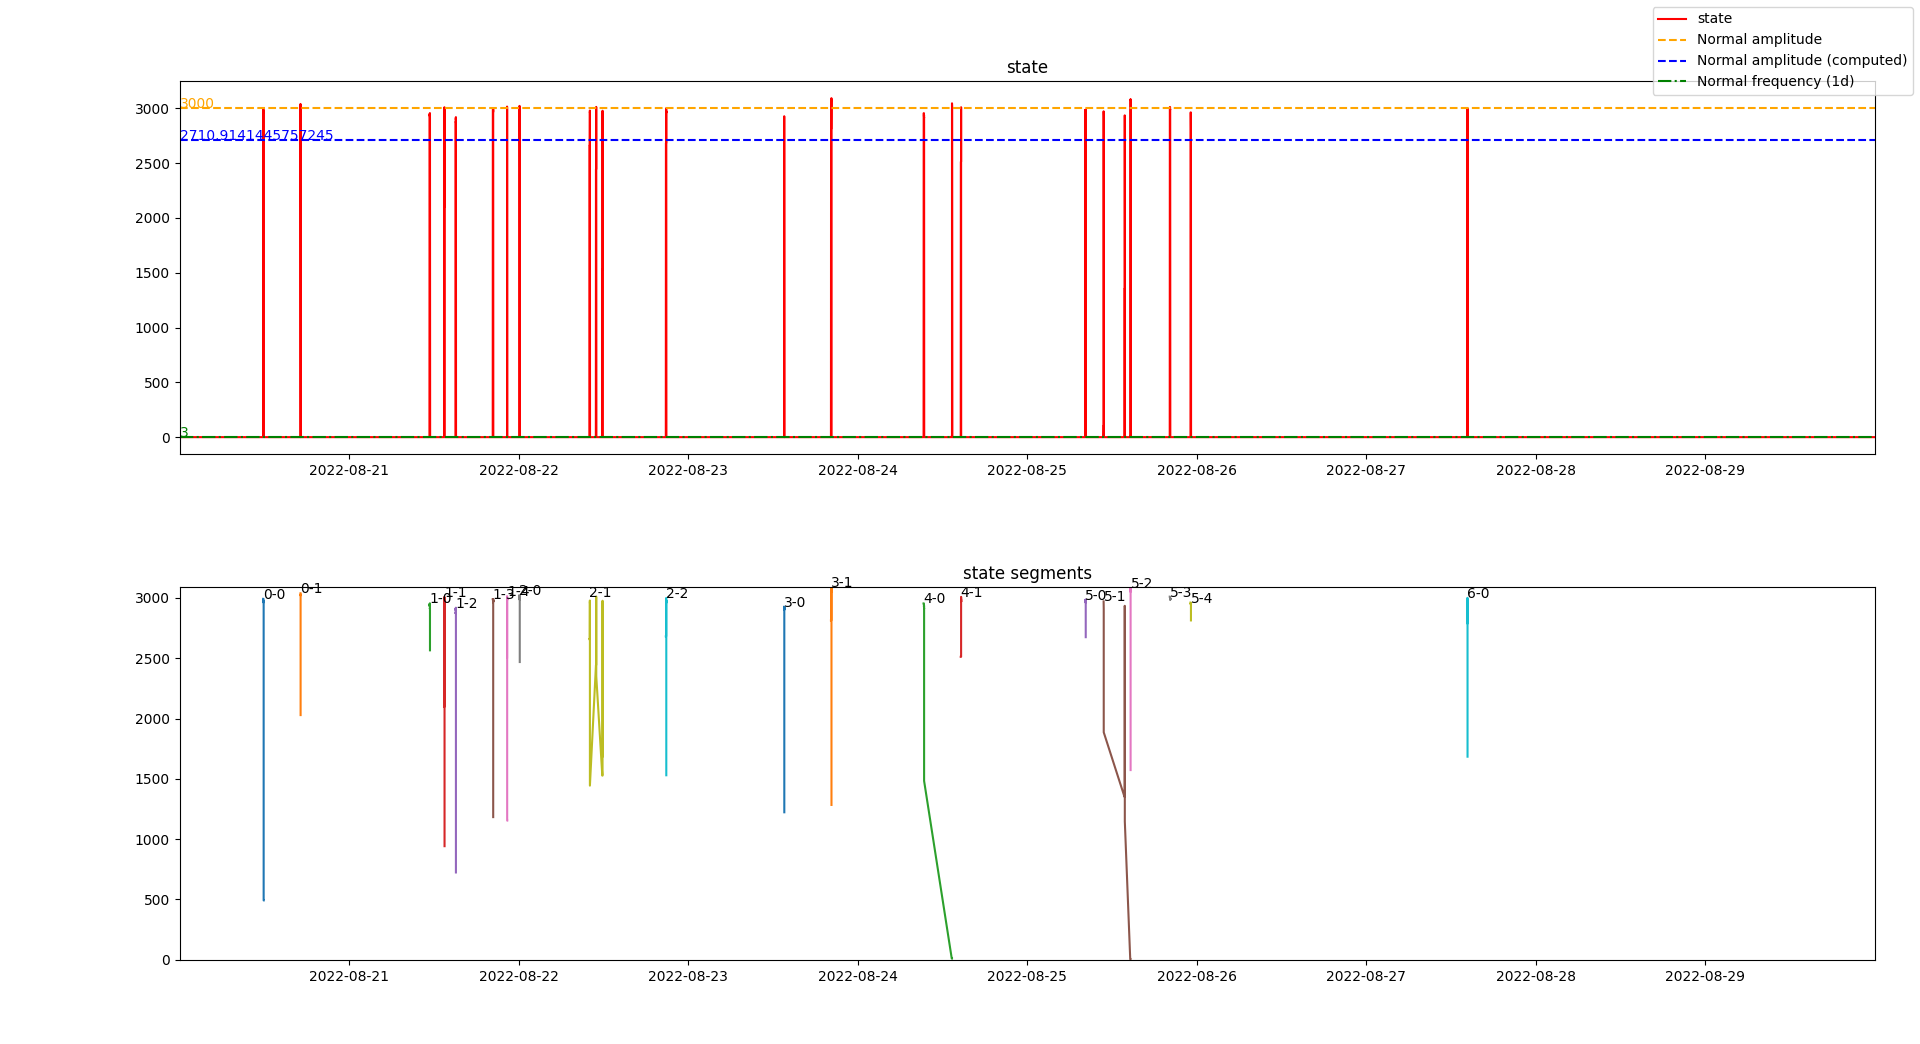 state
Normal amplitude
Normal amplitude (computed)
Normal frequency (1d)
state
3000
2500
2000
1500
1000
500
0
3000
2710.9141445757245
3
2022-08-21 2022-08-22 2022-08-23 2022-08-24 2022-08-25 2022-08-26 2022-08-27 2022-08-28 2022-08-29
state segments
3000
2500
2000
1500
1000
500
0
0-0 0-1 1-0 1-1 1-2 1-3 1-4 2-0 2-1 2-2 3-0 3-1 4-0 4-1 5-0 5-1 5-2 5-3 5-4 6-0
2022-08-21 2022-08-22 2022-08-23 2022-08-24 2022-08-25 2022-08-26 2022-08-27 2022-08-28 2022-08-29